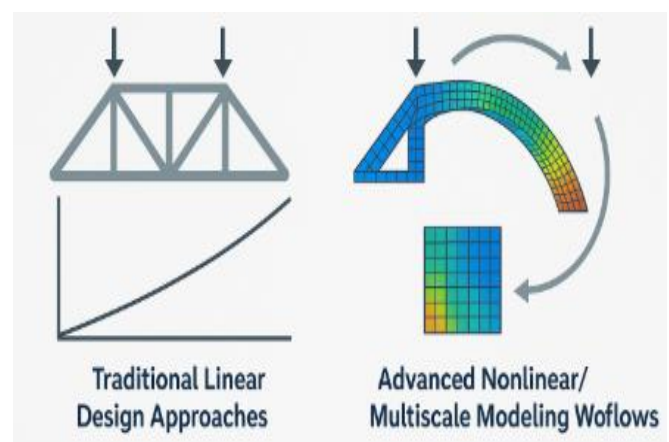 Traditional Linear
Design Approaches
Advanced Nonlinear/
Multiscale Modeling Woflows